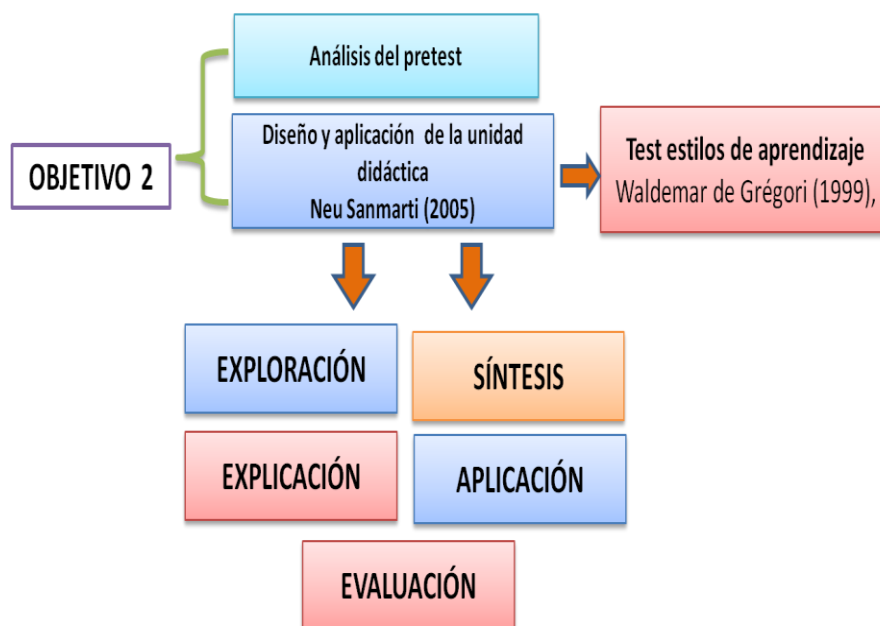 Análisis del pretest
OBJETIVO 2
Diseño y aplicación de la unidad
didáctica
Neu Sanmarti (2005)
Test estilos de aprendizaje
Waldemar de Grégori (1999),
EXPLORACIÓN
SÍNTESIS
EXPLICACIÓN
APLICACIÓN
EVALUACIÓN